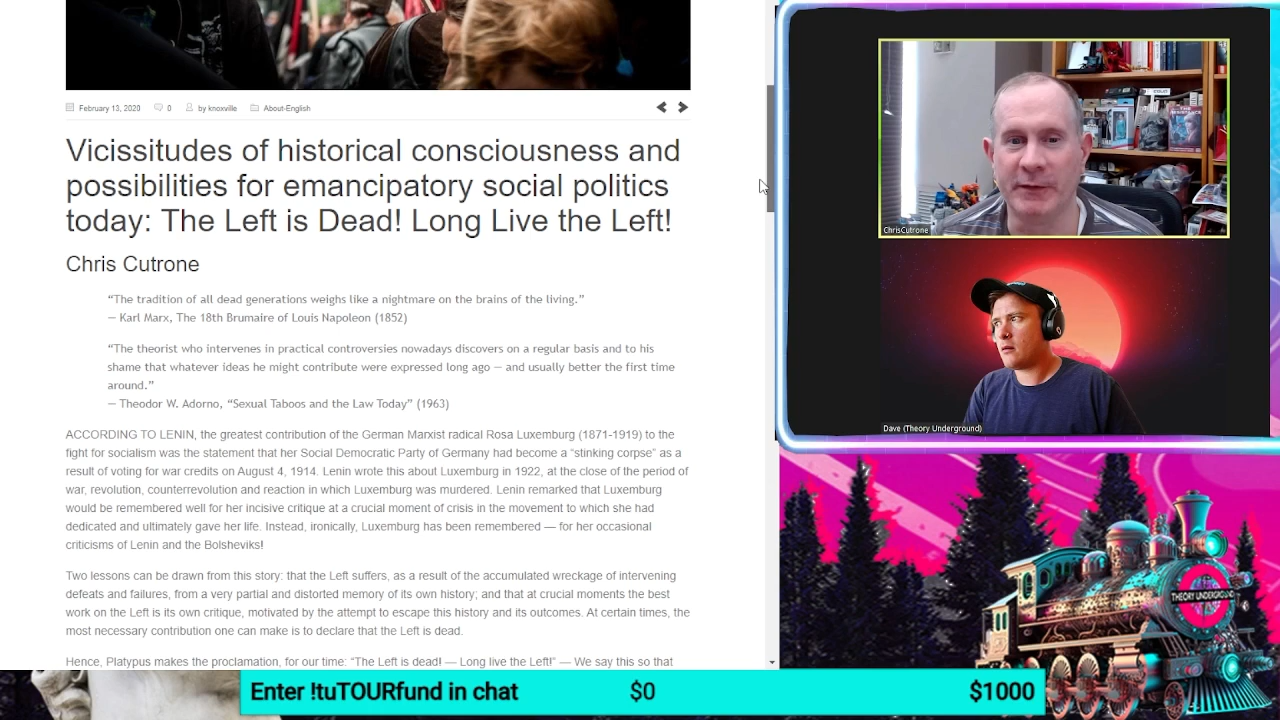 February 13, 2020 0 by knoxville About-English
Vicissitudes of historical consciousness and
possibilities for emancipatory social politics
today: The Left is Dead! Long Live the Left!
Chris Cutrone
“The tradition of all dead generations weighs like a nightmare on the brains of the living.”
— Karl Marx, The 18th Brumaire of Louis Napoleon (1852)
“The theorist who intervenes in practical controversies nowadays discovers on a regular basis and to his
shame that whatever ideas he might contribute were expressed long ago — and usually better the first time
around.”
— Theodor W. Adorno, “Sexual Taboos and the Law Today” (1963)
ACCORDING TO LENIN, the greatest contribution of the German Marxist radical Rosa Luxemburg (1871-1919) to the
fight for socialism was the statement that her Social Democratic Party of Germany had become a “stinking corpse” as a
result of voting for war credits on August 4, 1914. Lenin wrote this about Luxemburg in 1922, at the close of the period of
war, revolution, counterrevolution and reaction in which Luxemburg was murdered. Lenin remarked that Luxemburg
would be remembered well for her incisive critique at a crucial moment of crisis in the movement to which she had
dedicated and ultimately gave her life. Instead, ironically, Luxemburg has been remembered — for her occasional
criticisms of Lenin and the Bolsheviks!
Two lessons can be drawn from this story: that the Left suffers, as a result of the accumulated wreckage of intervening
defeats and failures, from a very partial and distorted memory of its own history; and that at crucial moments the best
work on the Left is its own critique, motivated by the attempt to escape this history and its outcomes. At certain times, the
most necessary contribution one can make is to declare that the Left is dead.
Hence, Platypus makes the proclamation, for our time: “The Left is dead! — Long live the Left!” — We say this so that
ChrisCutrone
Dave (Theory Underground)
THEORY UNDERGROUND
Enter !tuTOURfund in chat $0 $1000